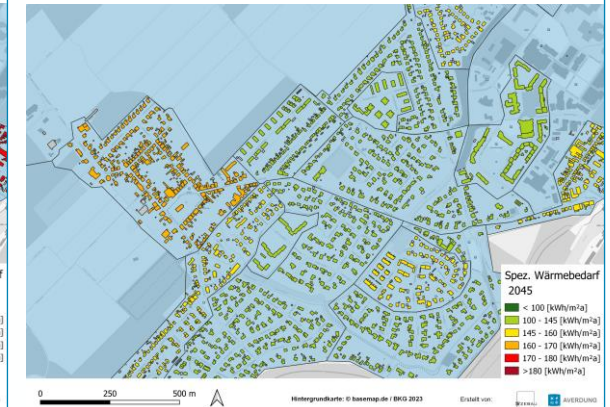 Spez. Wärmebedarf
2045
< 100 [kWh/m²a]
100 - 145 [kWh/m²a]
145 - 160 [kWh/m²a]
160 - 170 [kWh/m²a]
170 - 180 [kWh/m²a]
>180 [kWh/m²a]
0 250 500 m
Hintergrundkarte: © basemap.de / BKG 2023 Erstellt von: AVERDUNG